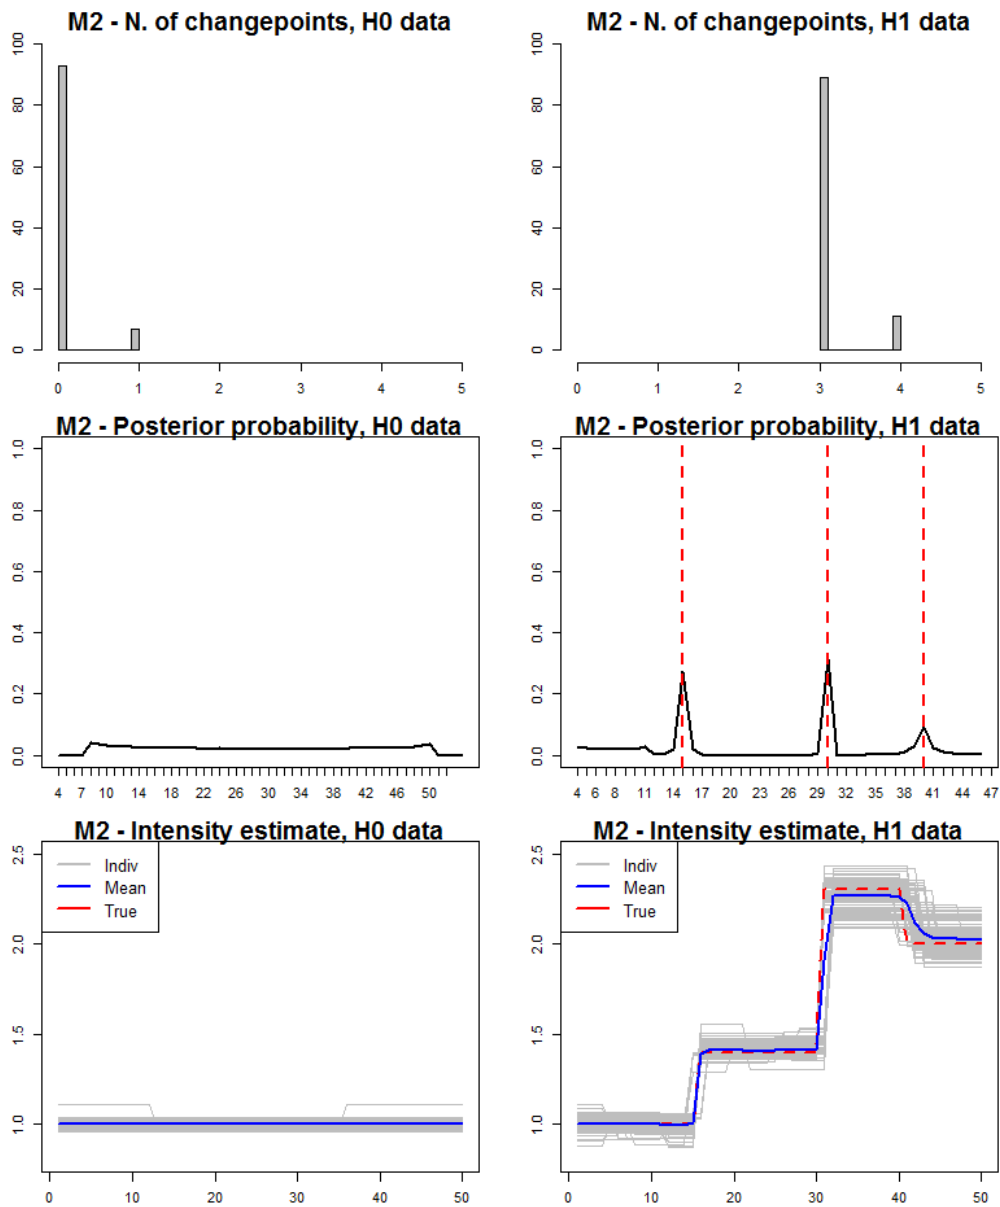 M2 - N. of changepoints, H0 data
M2 - N. of changepoints, H1 data
100
80
60
40
20
0
0 1 2 3 4 5
100
80
60
40
20
0
0 1 2 3 4 5
M2 - Posterior probability, H0 data
M2 - Posterior probability, H1 data
1.0
0.8
0.6
0.4
0.2
0.0
4 7 10 14 18 22 26 30 34 38 42 46 50
1.0
0.8
0.6
0.4
0.2
0.0
4 6 8 11 14 17 20 23 26 29 32 35 38 41 44 47
M2 - Intensity estimate, H0 data
M2 - Intensity estimate, H1 data
2.5
2.0
1.5
1.0
Indiv
Mean
True
0 10 20 30 40 50
2.5
2.0
1.5
1.0
Indiv
Mean
True
0 10 20 30 40 50